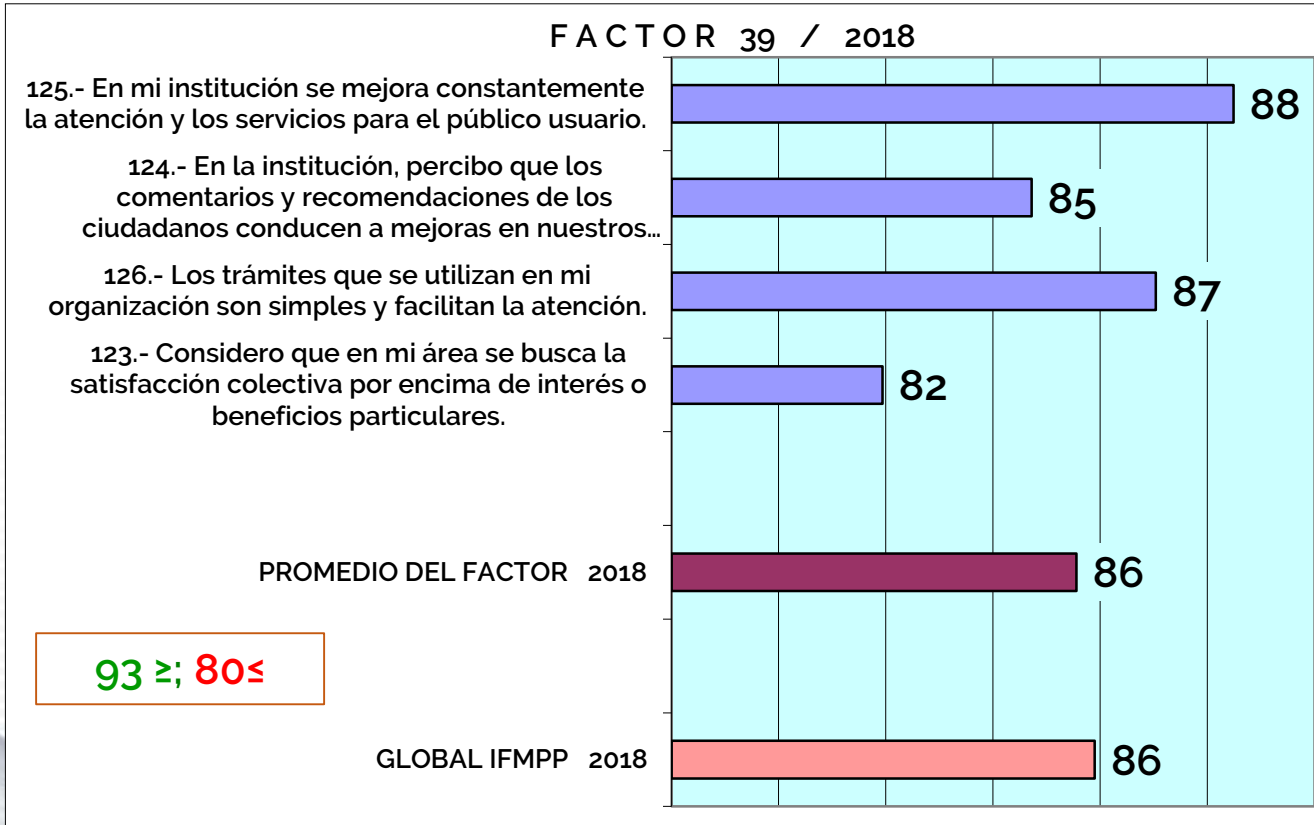 FACTOR 39 / 2018
125.- En mi institución se mejora constantemente
la atención y los servicios para el público usuario.
88
124.- En la institución, percibo que los
comentarios y recomendaciones de los
ciudadanos conducen a mejoras en nuestros...
85
126.- Los trámites que se utilizan en mi
organización son simples y facilitan la atención.
87
123.- Considero que en mi área se busca la
satisfacción colectiva por encima de interés o
beneficios particulares.
82
PROMEDIO DEL FACTOR 2018
86
93 ≥; 80≤
GLOBAL IFMPP 2018
86